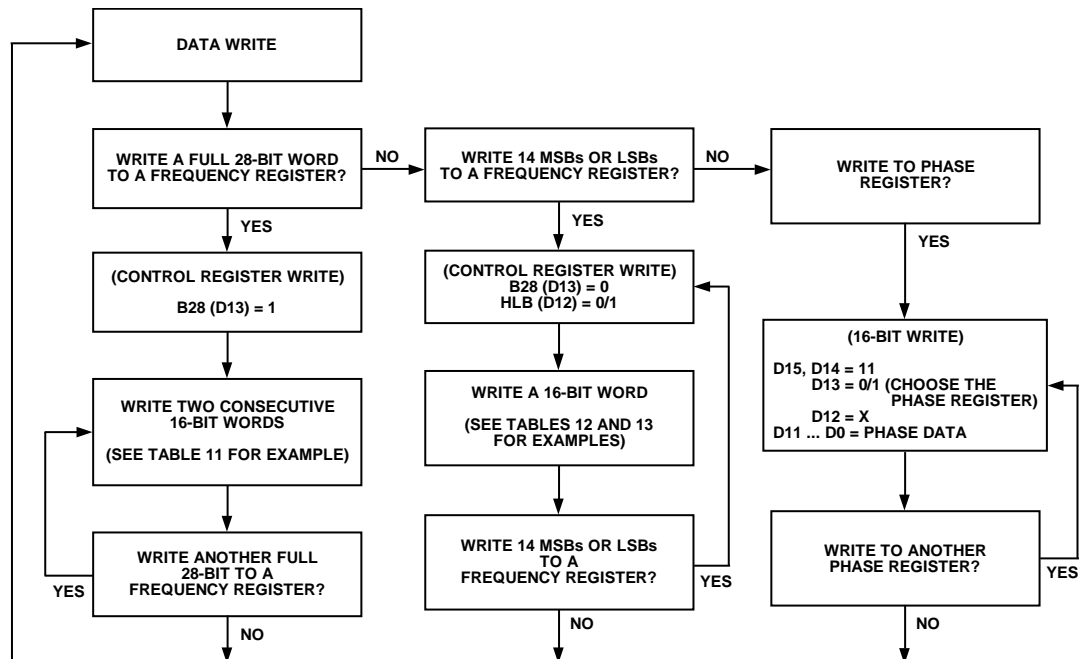 DATA WRITE
WRITE A FULL 28-BIT WORD
TO A FREQUENCY REGISTER?
NO
WRITE 14 MSBs OR LSBs
TO A FREQUENCY REGISTER?
NO
WRITE TO PHASE
REGISTER?
YES
YES
YES
(CONTROL REGISTER WRITE)
B28 (D13) = 1
(CONTROL REGISTER WRITE)
B28 (D13) = 0
HLB (D12) = 0/1
(16-BIT WRITE)
D15, D14 = 11
D13 = 0/1 (CHOOSE THE
PHASE REGISTER)
D12 = X
D11 ... D0 = PHASE DATA
WRITE TWO CONSECUTIVE
16-BIT WORDS
(SEE TABLE 11 FOR EXAMPLE)
WRITE A 16-BIT WORD
(SEE TABLES 12 AND 13
FOR EXAMPLES)
WRITE ANOTHER FULL
28-BIT TO A
FREQUENCY REGISTER?
YES
NO
WRITE 14 MSBs OR LSBs
TO A
FREQUENCY REGISTER?
YES
NO
WRITE TO ANOTHER
PHASE REGISTER?
YES
NO